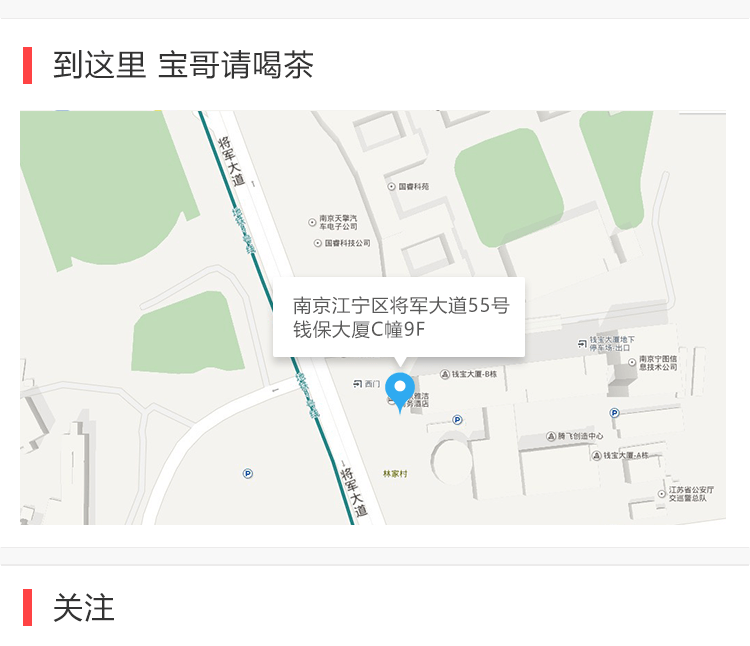 到这里 宝哥请喝茶
将军大道
国睿科苑
南京天擎汽
车电子公司
国睿科技公司
南京江宁区将军大道55号
钱保大厦C幢9F
钱宝大厦地下
停车场-出口
南京宁图信
息技术公司
西门
钱宝大厦-B栋
雅洁
务酒店
P
P
腾飞创造中心
钱宝大厦-A栋
林家村
P
将军大道
江苏省公安厅
交巡警总队
关注